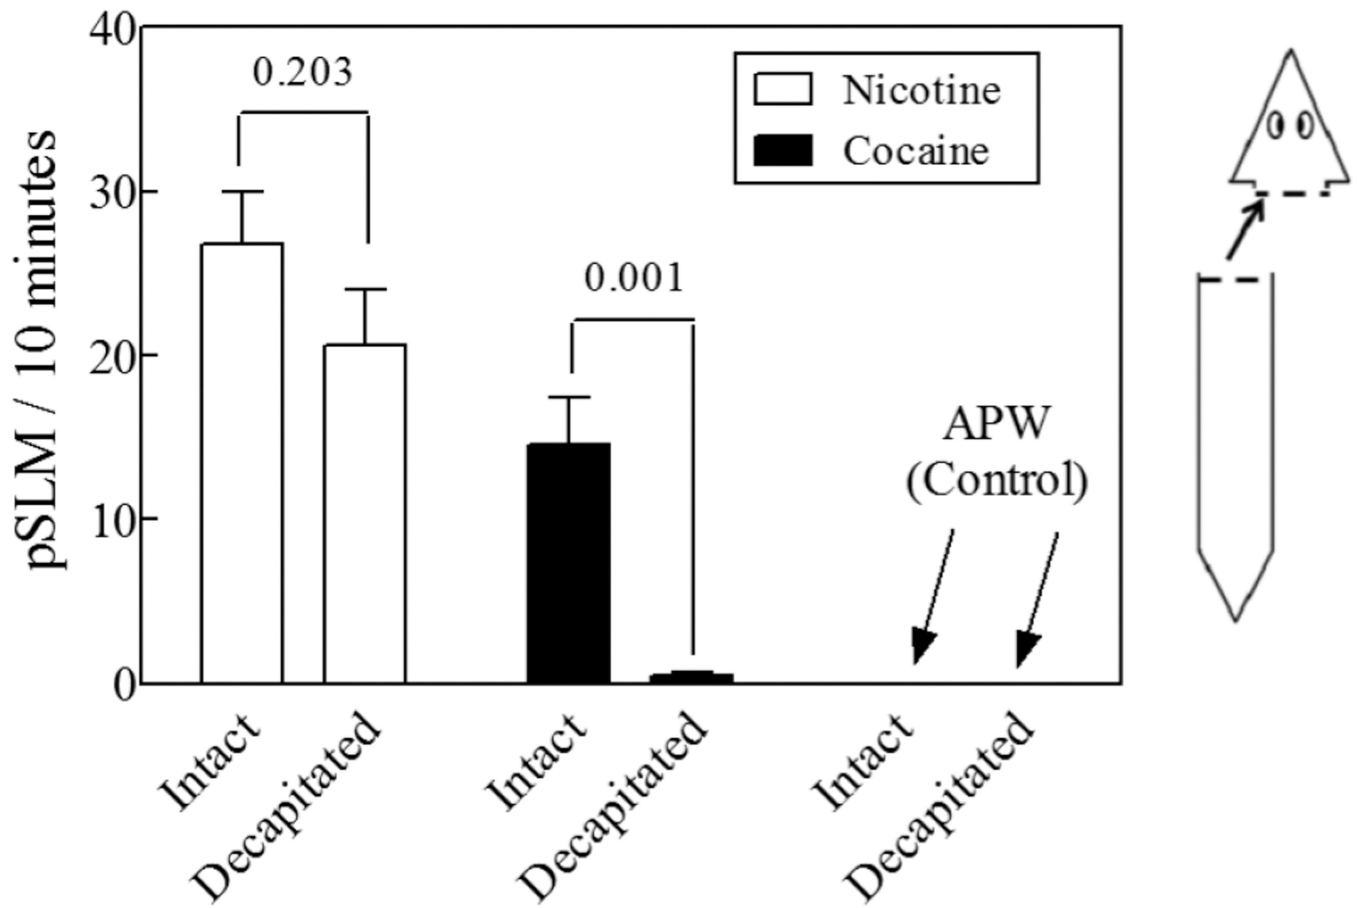 40
30
20
10
0
pSLM / 10 minutes
0.203
0.001
Nicotine
Cocaine
APW
(Control)
Intact
Decapitated
Intact
Decapitated
Intact
Decapitated